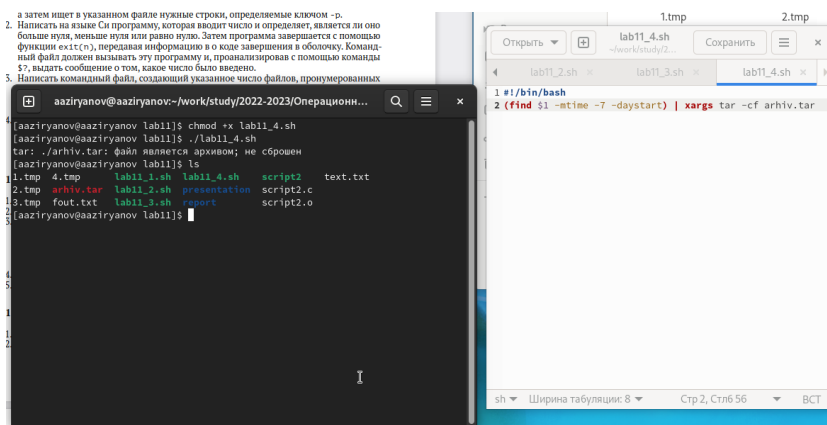 а затем ищет в указанном файле нужные строки, определяемые ключом -p.
2. Написать на языке Си программу, которая вводит число и определяет, является ли оно
больше нуля, меньше нуля или равно нулю. Затем программа завершается с помощью
функции exit(n), передавая информацию в о коде завершения в оболочку. Команд-
ный файл должен вызывать эту программу и, проанализировав с помощью команды
$?, выдать сообщение о том, какое число было введено.
3. Написать командный файл, создающий указанное число файлов, пронумерованных
aaziryanov@aaziryanov:~/work/study/2022-2023/Операционн...
[aaziryanov@aaziryanov lab11]$ chmod +x lab11_4.sh
[aaziryanov@aaziryanov lab11]$ ./lab11_4.sh
tar: ./arhiv.tar: файл является архивом; не сброшен
[aaziryanov@aaziryanov lab11]$ ls
1.tmp 4.tmp lab11_1.sh lab11_4.sh script2 text.txt
2.tmp arhiv.tar lab11_2.sh presentation script2.c
3.tmp fout.txt lab11_3.sh report script2.o
[aaziryanov@aaziryanov lab11]$
1.tmp 2.tmp
Открыть lab11_4.sh Сохранить
~/work/study/2...
lab11_2.sh lab11_3.sh lab11_4.sh
1 #!/bin/bash
2 (find $1 -mtime -7 -daystart) | xargs tar -cf arhiv.tar
sh Ширина табуляции: 8 Стр 2, Стлб 56 ВСТ